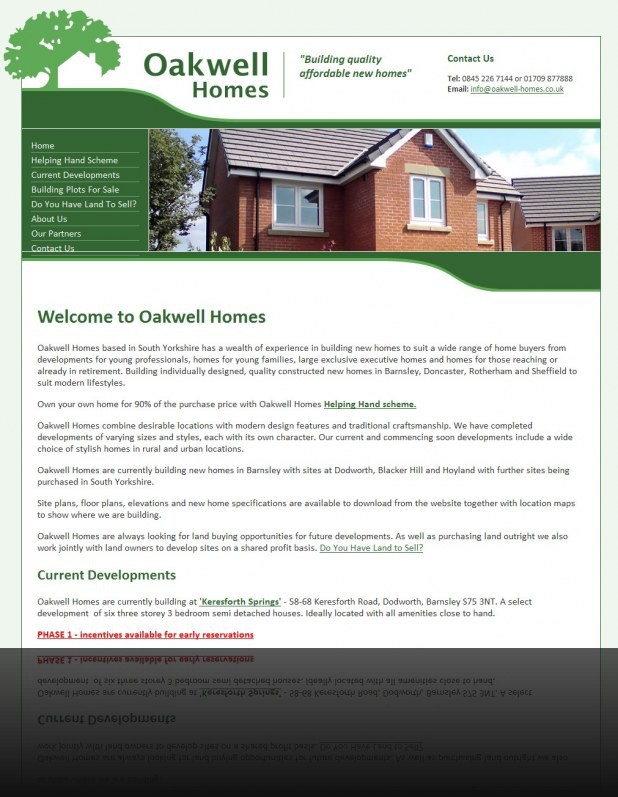 Oakwell
Homes
"Building quality
affordable new homes"
Contact Us
Tel: 0845 226 7144 or 01709 877888
Email: info@oakwell-homes.co.uk
Home
Helping Hand Scheme
Current Developments
Building Plots For Sale
Do You Have Land To Sell?
About Us
Our Partners
Contact Us
Welcome to Oakwell Homes
Oakwell Homes based in South Yorkshire has a wealth of experience in building new homes to suit a wide range of home buyers from
developments for young professionals, homes for young families, large exclusive executive homes and homes for those reaching or
already in retirement. Building individually designed, quality constructed new homes in Barnsley, Doncaster, Rotherham and Sheffield to
suit modern lifestyles.
Own your own home for 90% of the purchase price with Oakwell Homes Helping Hand scheme.
Oakwell Homes combine desirable locations with modern design features and traditional craftsmanship. We have completed
developments of varying sizes and styles, each with its own character. Our current and commencing soon developments include a wide
choice of stylish homes in rural and urban locations.
Oakwell Homes are currently building new homes in Barnsley with sites at Dodworth, Blacker Hill and Hoyland with further sites being
purchased in South Yorkshire.
Site plans, floor plans, elevations and new home specifications are available to download from the website together with location maps
to show where we are building.
Oakwell Homes are always looking for land buying opportunities for future developments. As well as purchasing land outright we also
work jointly with land owners to develop sites on a shared profit basis. Do You Have Land to Sell?
Current Developments
Oakwell Homes are currently building at 'Keresforth Springs' - 58-68 Keresforth Road, Dodworth, Barnsley S75 3NT. A select
development of six three storey 3 bedroom semi detached houses. Ideally located with all amenities close to hand.
PHASE 1 - incentives available for early reservations